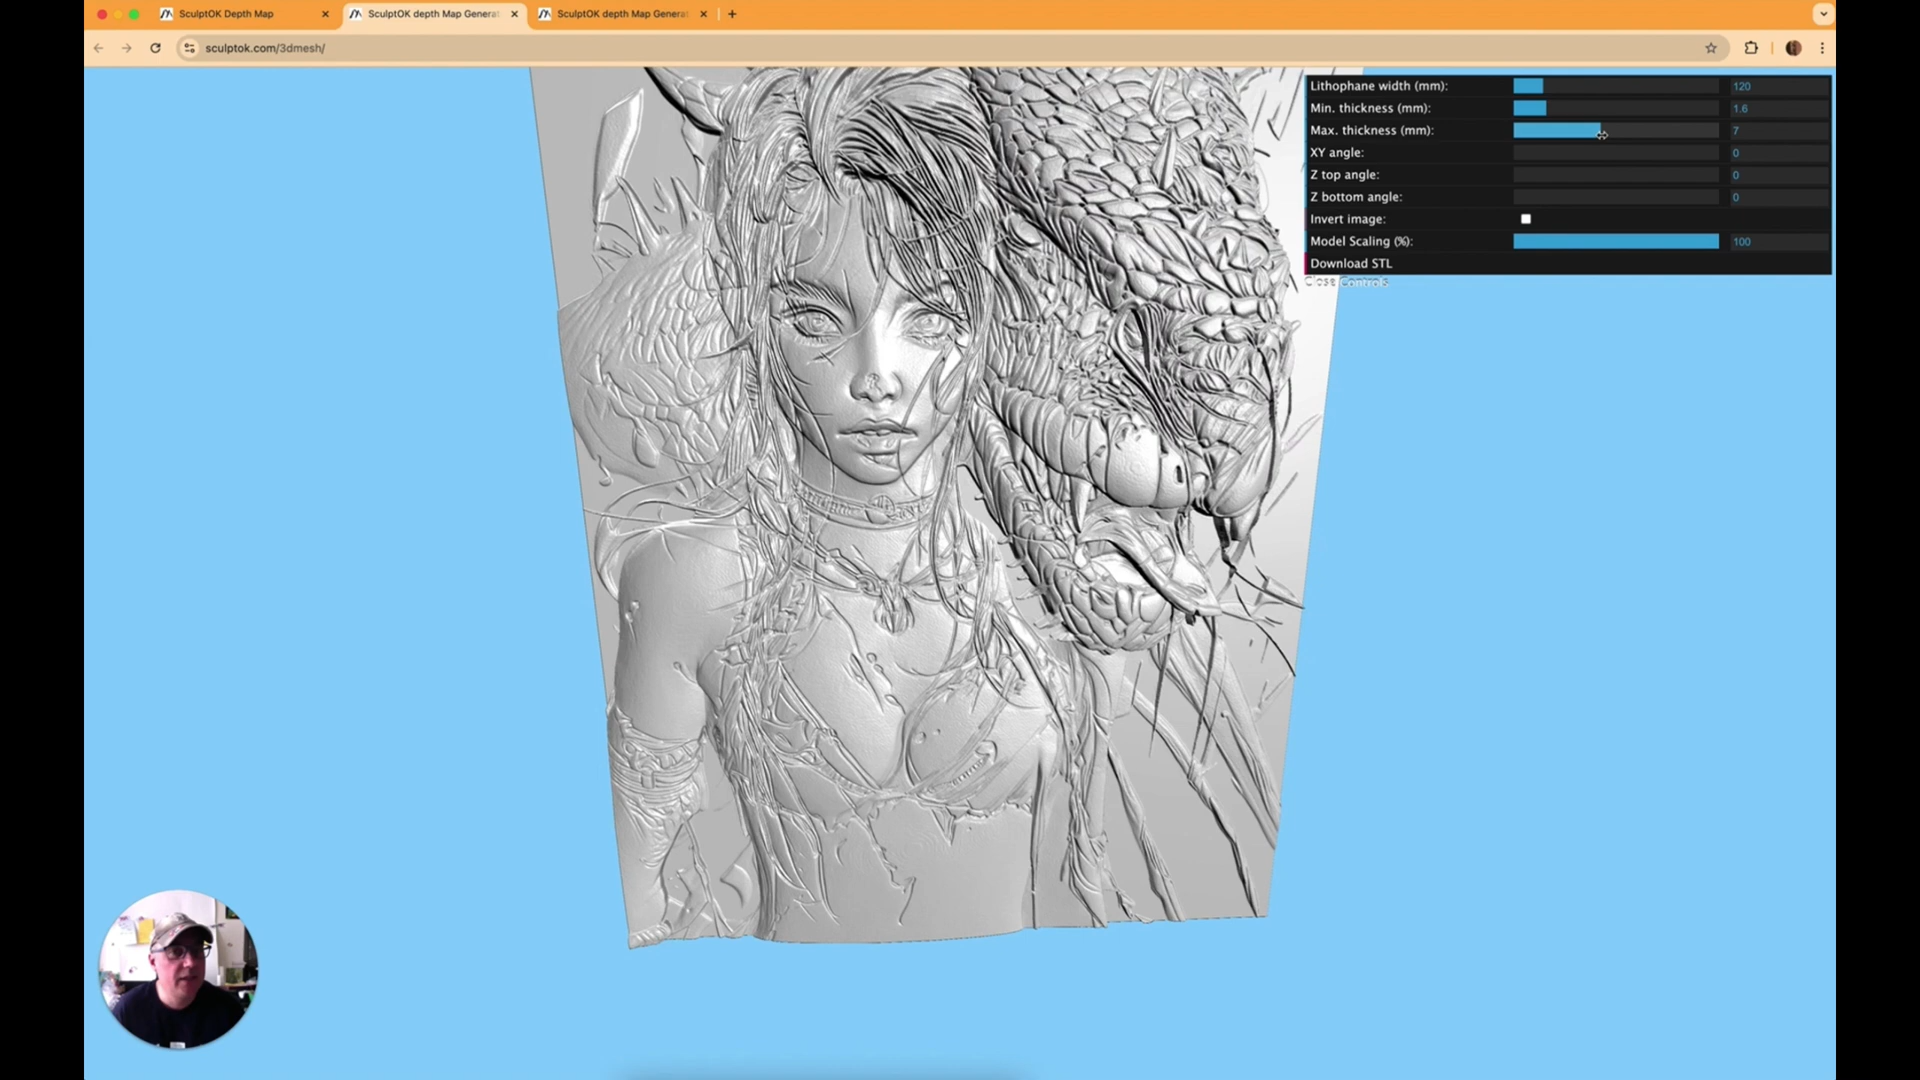 SculptOK Depth Map
SculptOK depth Map Generat
SculptOK depth Map Genera
sculptok.com/3dmesh/
Lithophane width (mm): 120
Min. thickness (mm): 1.6
Max. thickness (mm): 7
XY angle: 0
Z top angle: 0
Z bottom angle: 0
Invert image:
Model Scaling (%): 100
Download STL
Close Controls